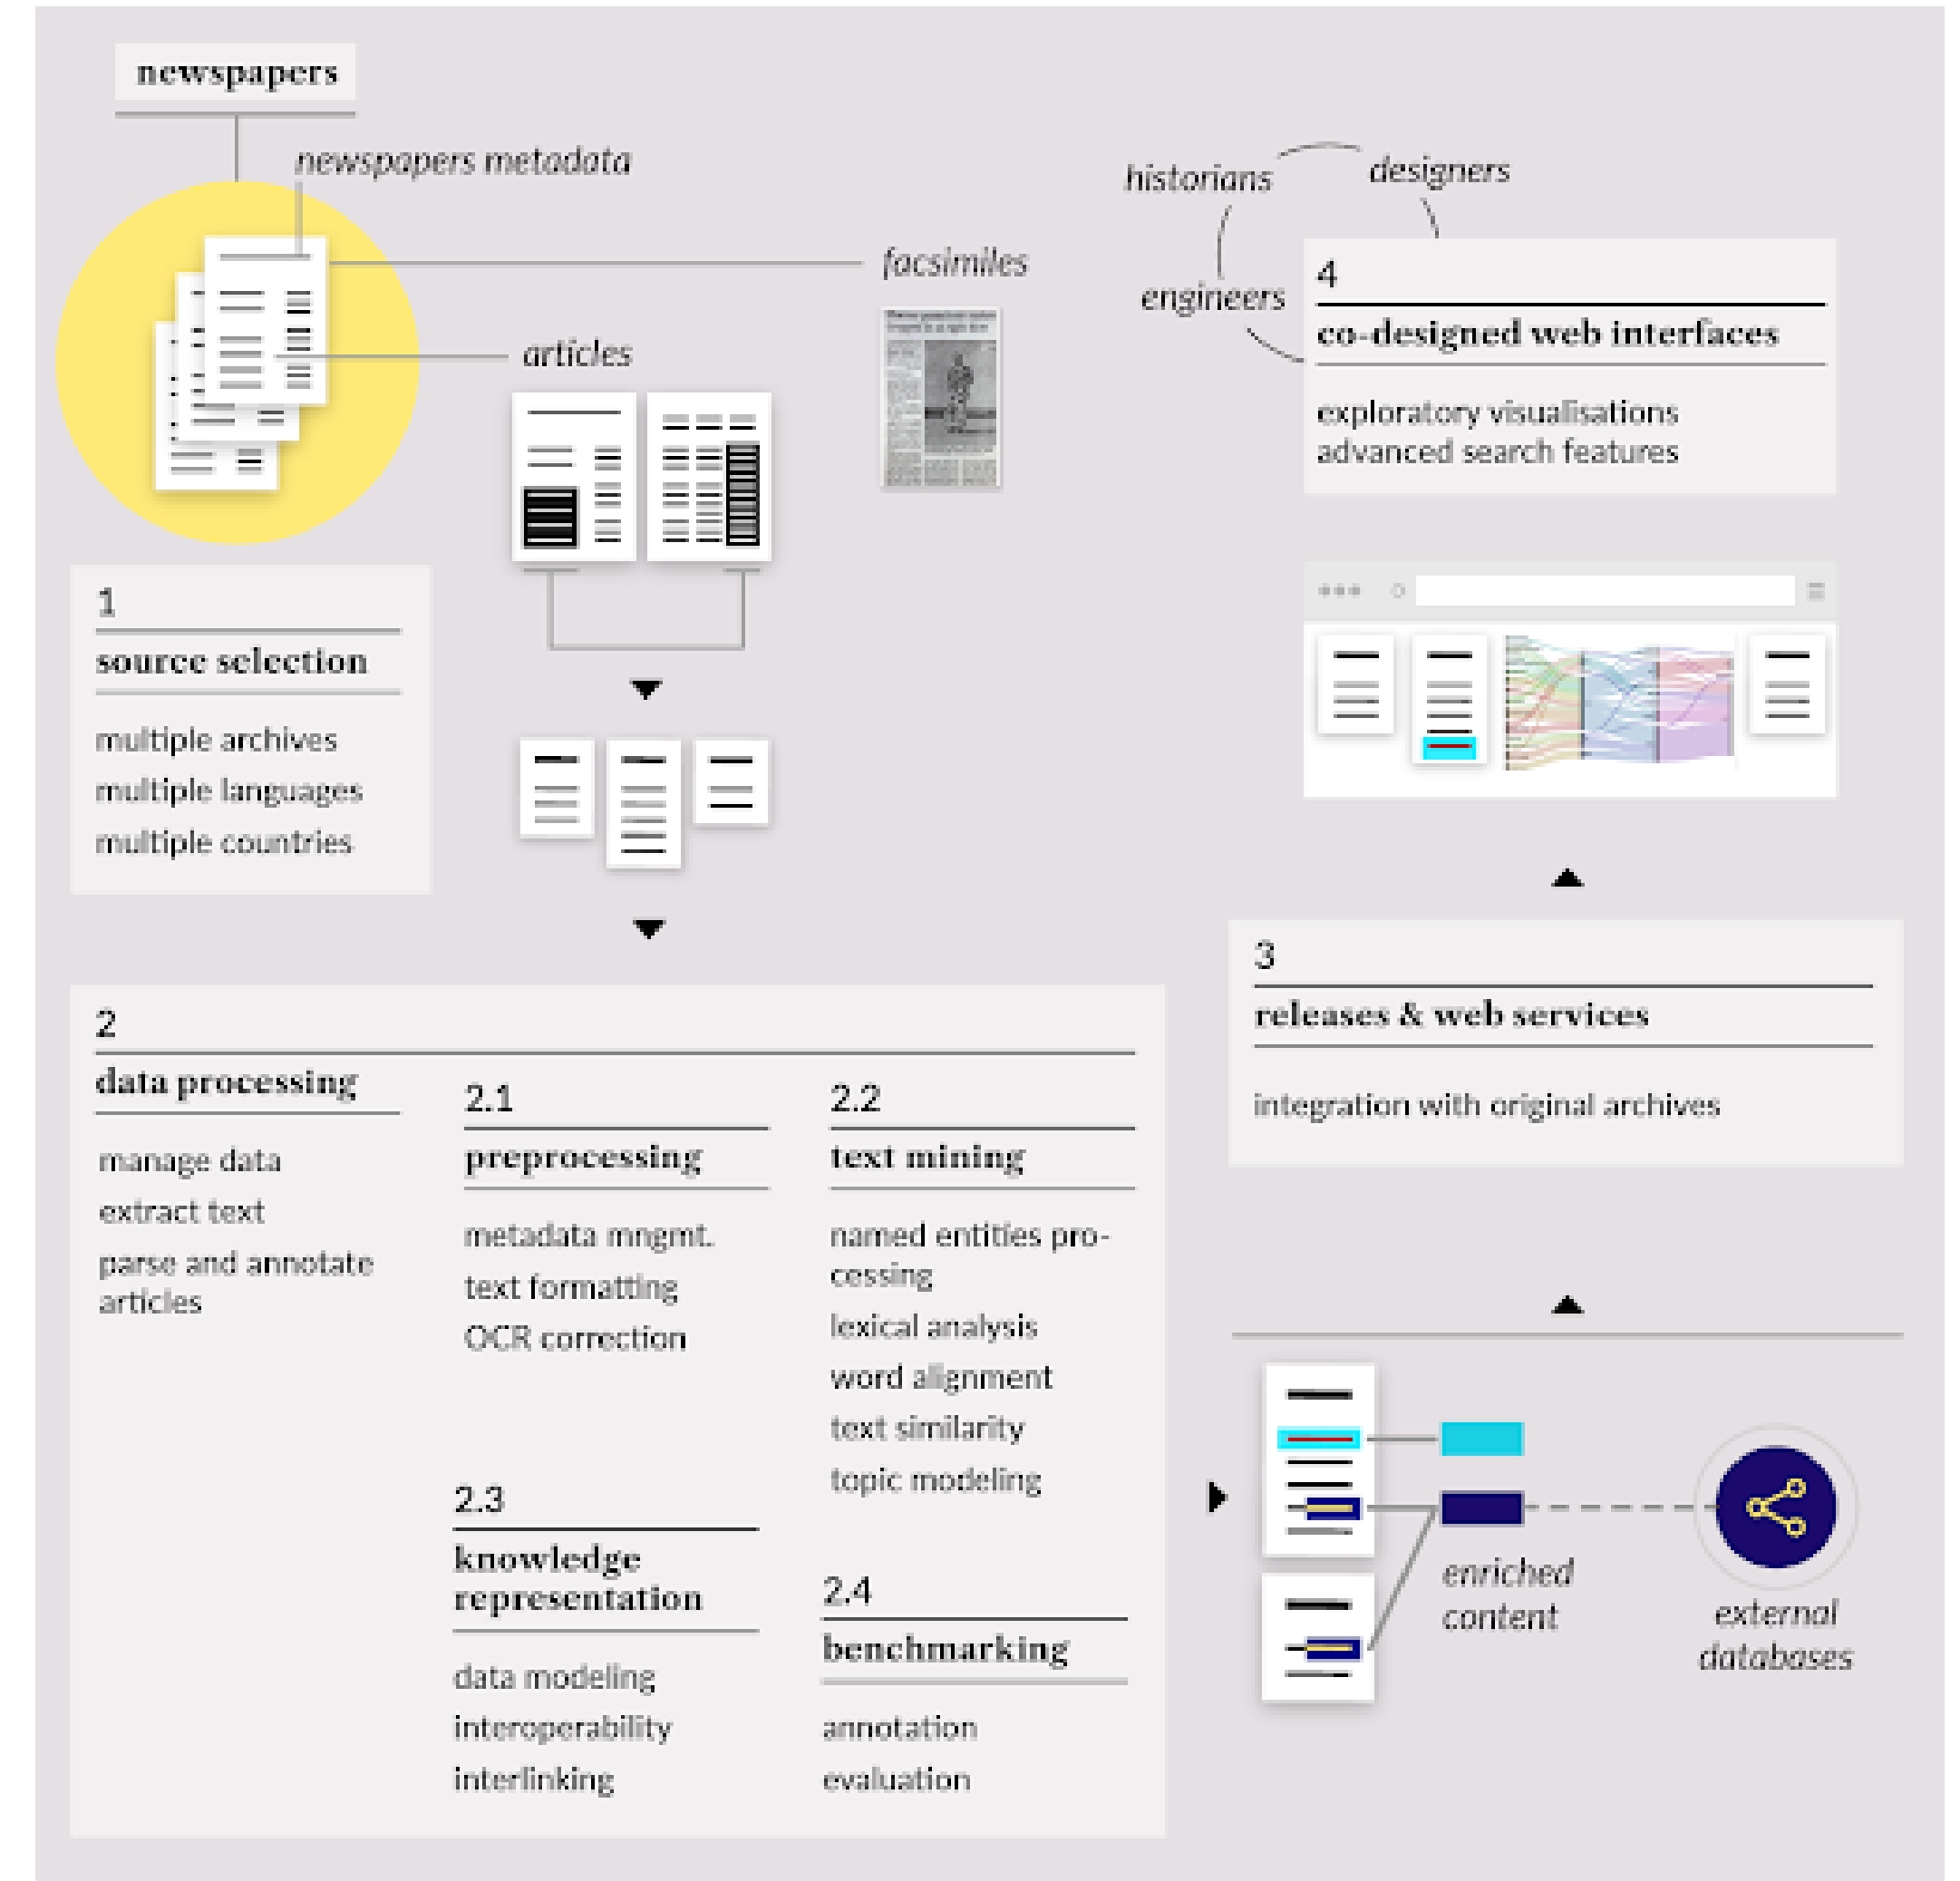 newspapers
newspapers metadata
facsimiles
articles
1
source selection
multiple archives
multiple languages
multiple countries
2
data processing
manage data
extract text
parse and annotate
articles
2.1
preprocessing
metadata mngmt.
text formatting
OCR correction
2.2
text mining
named entities pro-
cessing
lexical analysis
word alignment
text similarity
topic modeling
2.3
knowledge
representation
data modeling
interoperability
interlinking
2.4
benchmarking
annotation
evaluation
enriched
content
external
databases
3
releases & web services
integration with original archives
historians
designers
engineers
4
co-designed web interfaces
exploratory visualisations
advanced search features